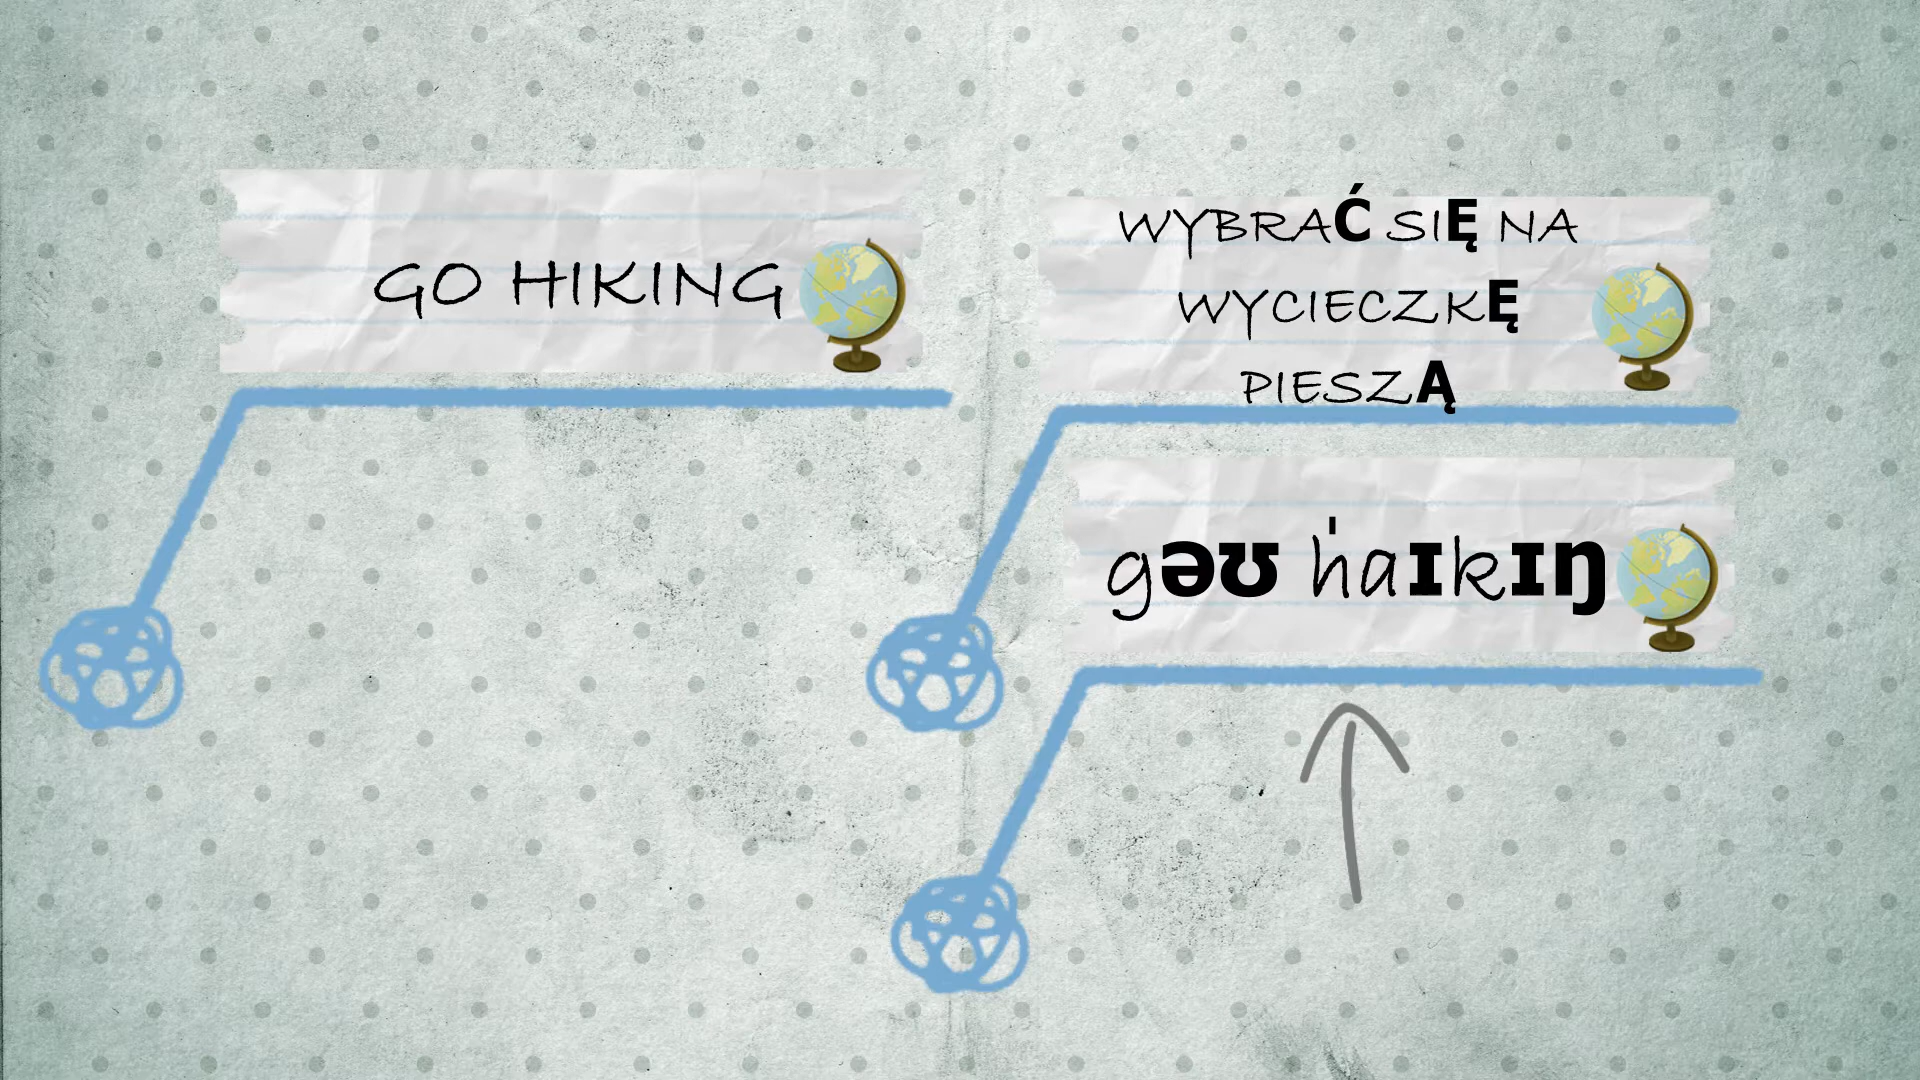 GO HIKING
WYBRAĆ SIĘ NA
WYCIECZKĘ
PIESZĄ
gəʊ ˈhaɪkɪŋ